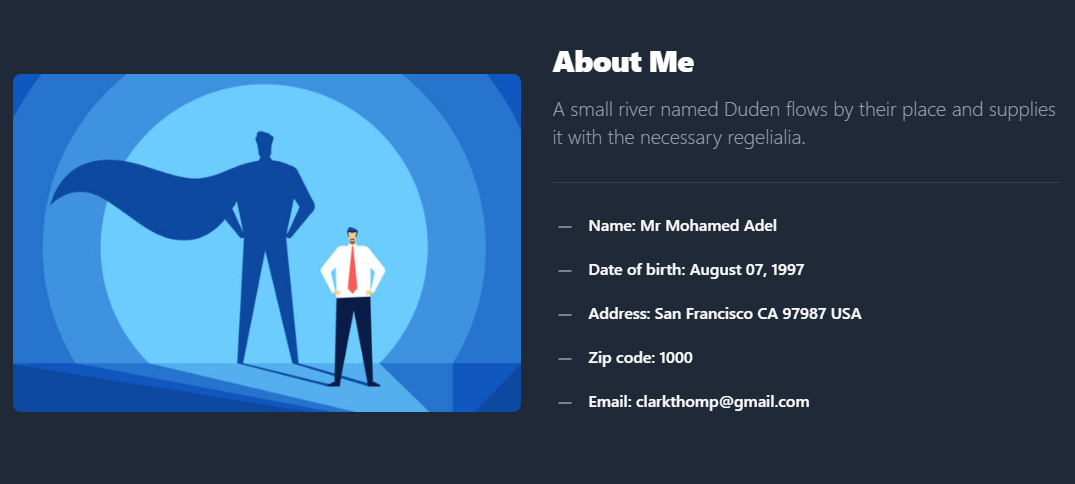 About Me
A small river named Duden flows by their place and supplies
it with the necessary regelialia.
— Name: Mr Mohamed Adel
— Date of birth: August 07, 1997
— Address: San Francisco CA 97987 USA
— Zip code: 1000
— Email: clarkthomp@gmail.com